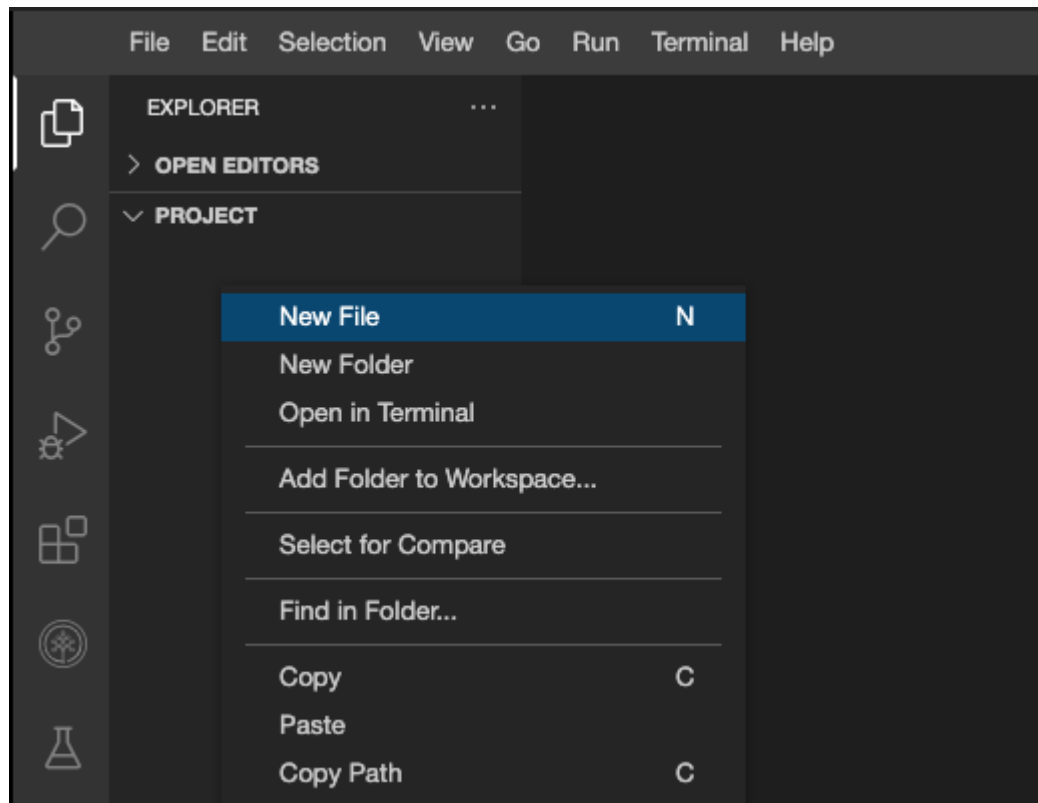 File Edit Selection View Go Run Terminal Help
EXPLORER ...
OPEN EDITORS
PROJECT
New File N
New Folder
Open in Terminal
Add Folder to Workspace...
Select for Compare
Find in Folder...
Copy C
Paste
Copy Path C